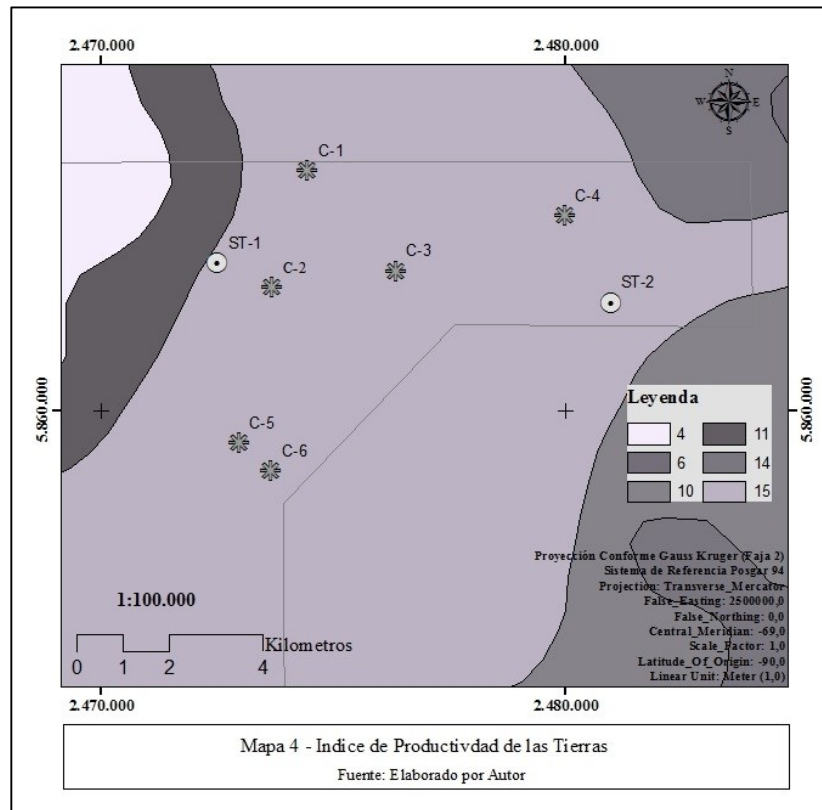 2.470.000
2.480.000
N
W E
S
C-1
C-4
ST-1
C-2
C-3
ST-2
5.860.000
5.860.000
C-5
C-6
Leyenda
4
11
6
14
10
15
Proyección Conforme Gauss Kruger (Faja 2)
Sistema de Referencia Posgar 94
Projection: Transverse_Mercator
False_Easting: 2500000,0
False_Northing: 0,0
Central_Meridian: -69,0
Scale_Factor: 1,0
Latitude_Of_Origin: -90,0
Linear Unit: Meter (1,0)
1:100.000
Kilometros
0 1 2 4
2.470.000
2.480.000
Mapa 4 - Indice de Productivdad de las Tierras
Fuente: Elaborado por Autor